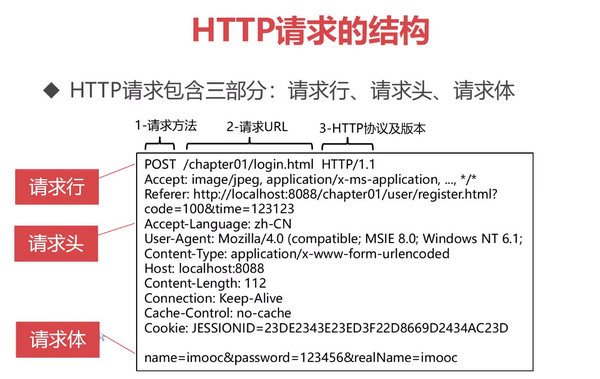 HTTP请求的结构
HTTP请求包含三部分：请求行、请求头、请求体
1-请求方法 2-请求URL 3-HTTP协议及版本
POST /chapter01/login.html HTTP/1.1
请求行
Accept: image/jpeg, application/x-ms-application, ..., */*
Referer: http://localhost:8088/chapter01/user/register.html?
code=100&time=123123
Accept-Language: zh-CN
请求头
User-Agent: Mozilla/4.0 (compatible; MSIE 8.0; Windows NT 6.1;
Content-Type: application/x-www-form-urlencoded
Host: localhost:8088
Content-Length: 112
Connection: Keep-Alive
Cache-Control: no-cache
Cookie: JESSIONID=23DE2343E23ED3F22D8669D2434AC23D
请求体
name=imooc&password=123456&realName=imooc